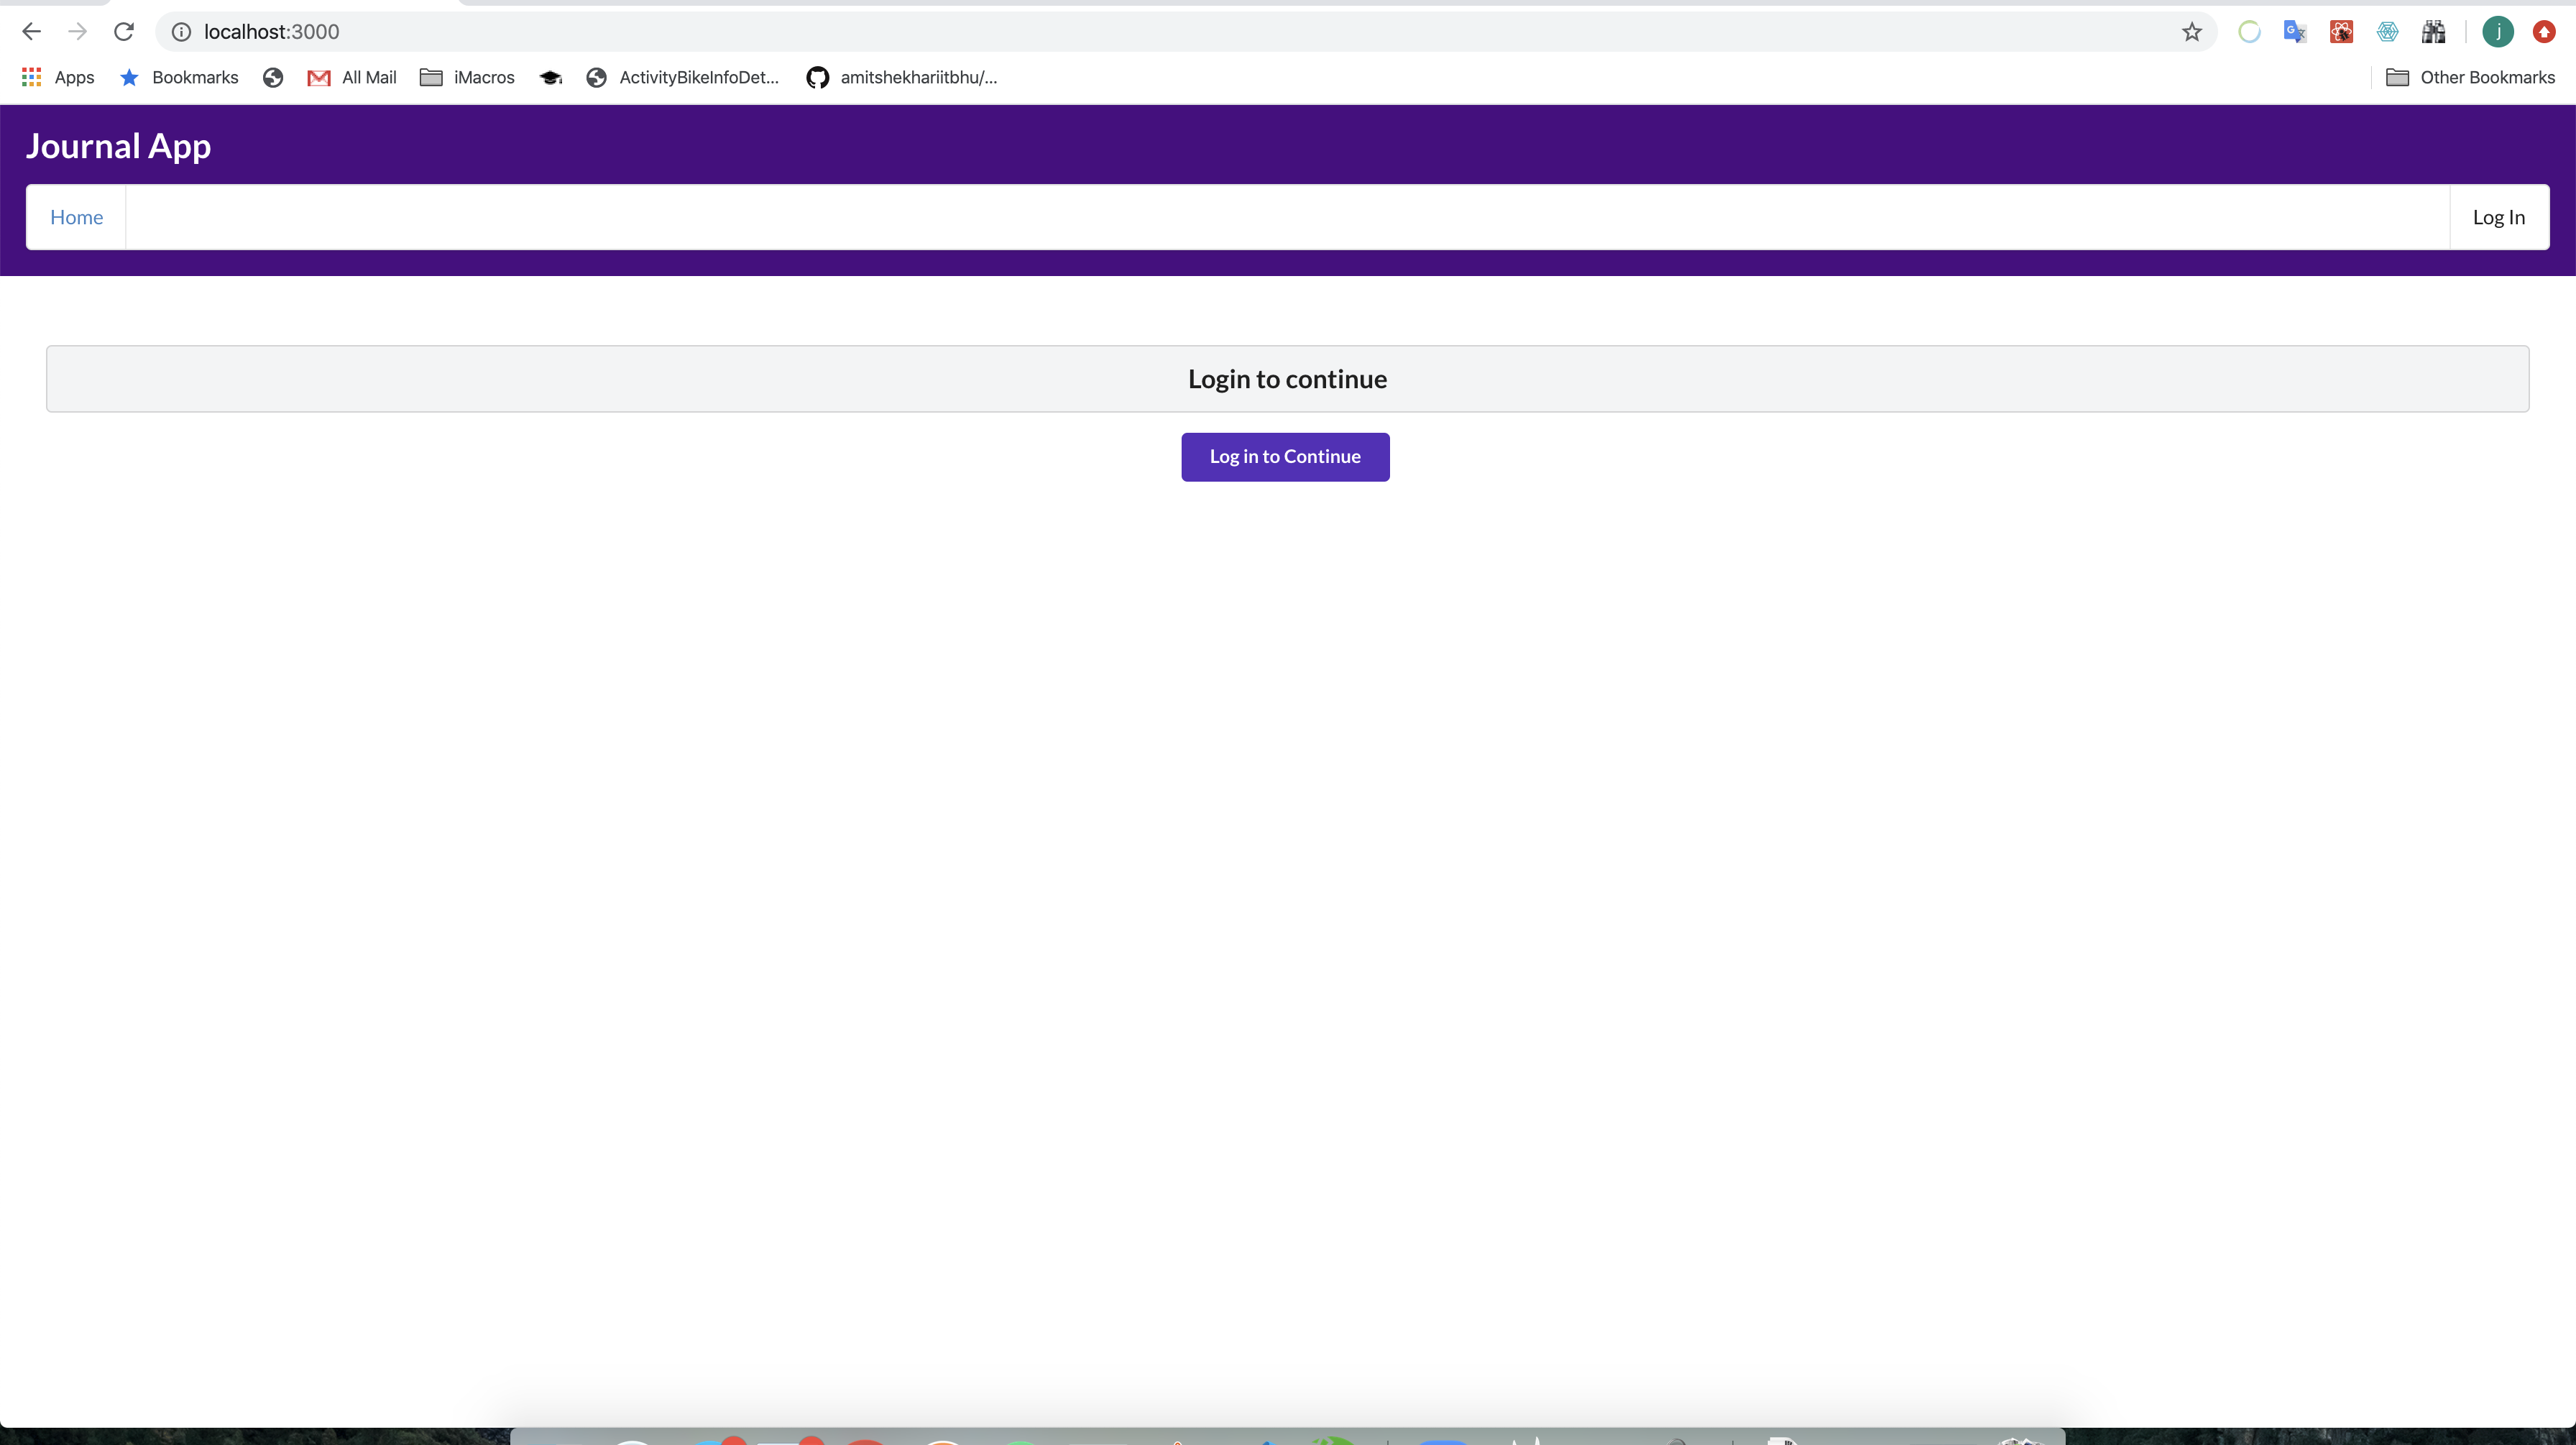 localhost:3000
j
Apps Bookmarks All Mail iMacros ActivityBikeInfoDet... amitshekhariitbhu/... Other Bookmarks
Journal App
Home Log In
Login to continue
Log in to Continue